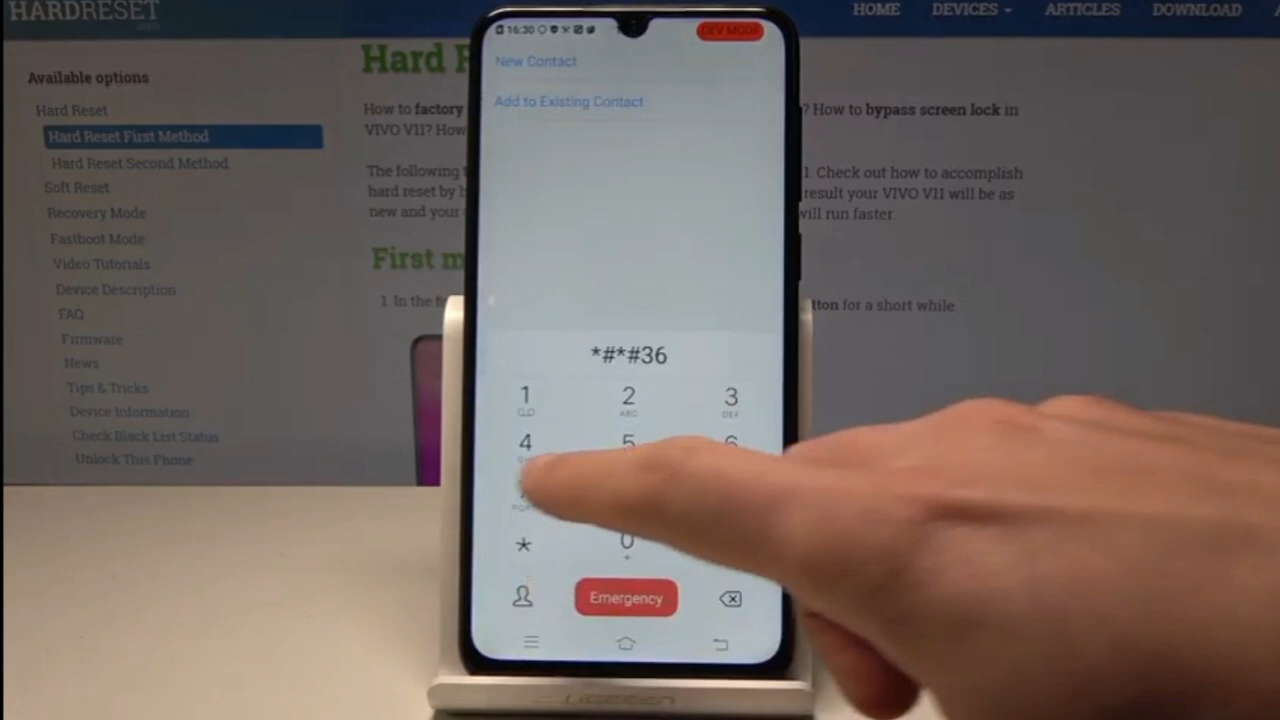 HARDRESET
HOME
DEVICES
ARTICLES
DOWNLOAD
Available options
Hard Reset
Hard Reset First Method
Hard Reset Second Method
Soft Reset
Recovery Mode
Fastboot Mode
Video Tutorials
Device Description
FAQ
Firmware
News
Tips & Tricks
Device Information
Check Black List Status
Unlock This Phone
Hard
How to factory
? How to bypass screen lock in
VIVO V11? How
The following
1. Check out how to accomplish
hard reset by
result your VIVO V11 will be as
new and your
will run faster.
First m
1. In the
tton for a short while.
16:30
DEV MODE
New Contact
Add to Existing Contact
*#*#36
1 2 ABC 3 DEF
4 5 6
*
0
+
Emergency
UGREEN